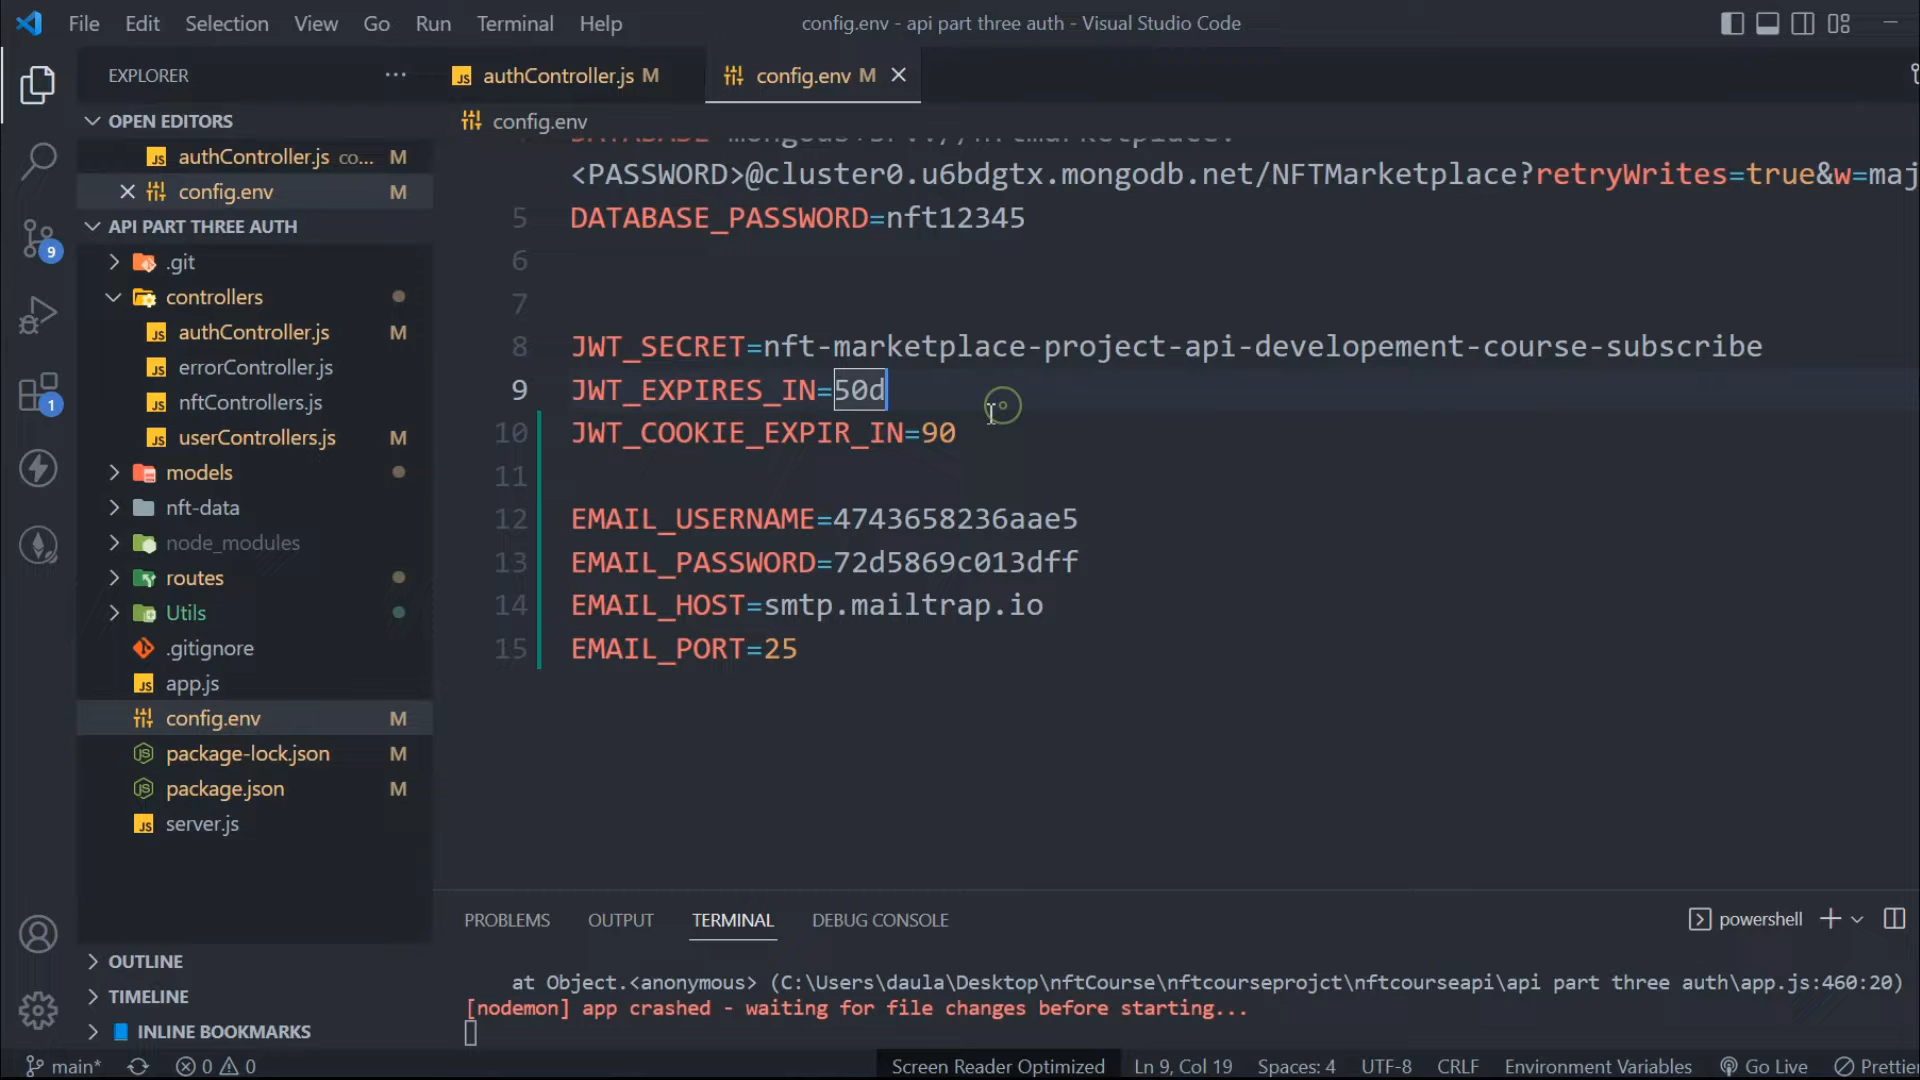 File Edit Selection View Go Run Terminal Help config.env - api part three auth - Visual Studio Code
EXPLORER ...
authController.js M config.env M
OPEN EDITORS
authController.js co... M
config.env M
API PART THREE AUTH
.git
controllers
authController.js M
errorController.js
nftControllers.js
userControllers.js
models
nft-data
node_modules
routes
Utils
.gitignore
app.js
config.env M
package-lock.json M
package.json M
server.js
OUTLINE
TIMELINE
INLINE BOOKMARKS
9
1
config.env
<PASSWORD>@cluster0.u6bdgtx.mongodb.net/NFTMarketplace?retryWrites=true&w=maj
5 DATABASE_PASSWORD=nft12345
6
7
8 JWT_SECRET=nft-marketplace-project-api-developement-course-subscribe
9 JWT_EXPIRES_IN=50d
10 JWT_COOKIE_EXPIR_IN=90
11
12 EMAIL_USERNAME=4743658236aae5
13 EMAIL_PASSWORD=72d5869c013dff
14 EMAIL_HOST=smtp.mailtrap.io
15 EMAIL_PORT=25
PROBLEMS OUTPUT TERMINAL DEBUG CONSOLE powershell
at Object.<anonymous> (C:\Users\daula\Desktop\nftCourse\nftcourseprojct\nftcourseapi\api part three auth\app.js:460:20)
[nodemon] app crashed - waiting for file changes before starting...
main* 0 0 Screen Reader Optimized Ln 9, Col 19 Spaces: 4 UTF-8 CRLF Environment Variables Go Live Prettier